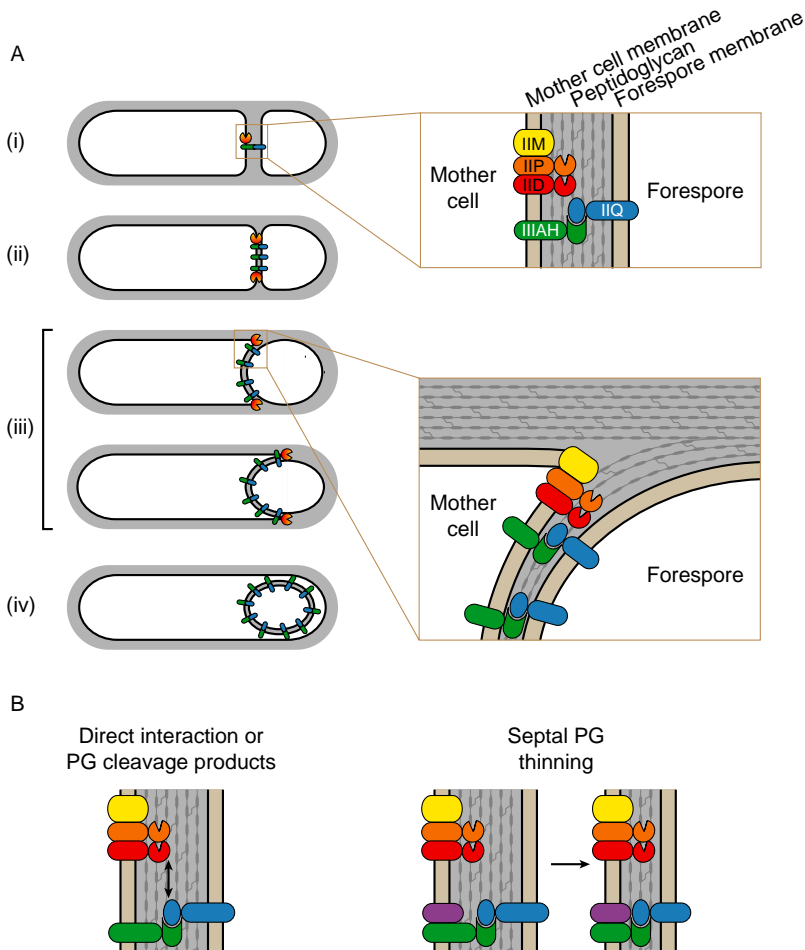 A
Mother cell membrane
Peptidoglycan
Forespore membrane
(i)
IIM
IIP
IID
IIQ
IIIAH
Mother
cell
Forespore
(ii)
(iii)
Mother
cell
Forespore
(iv)
B
Direct interaction or
PG cleavage products
Septal PG
thinning